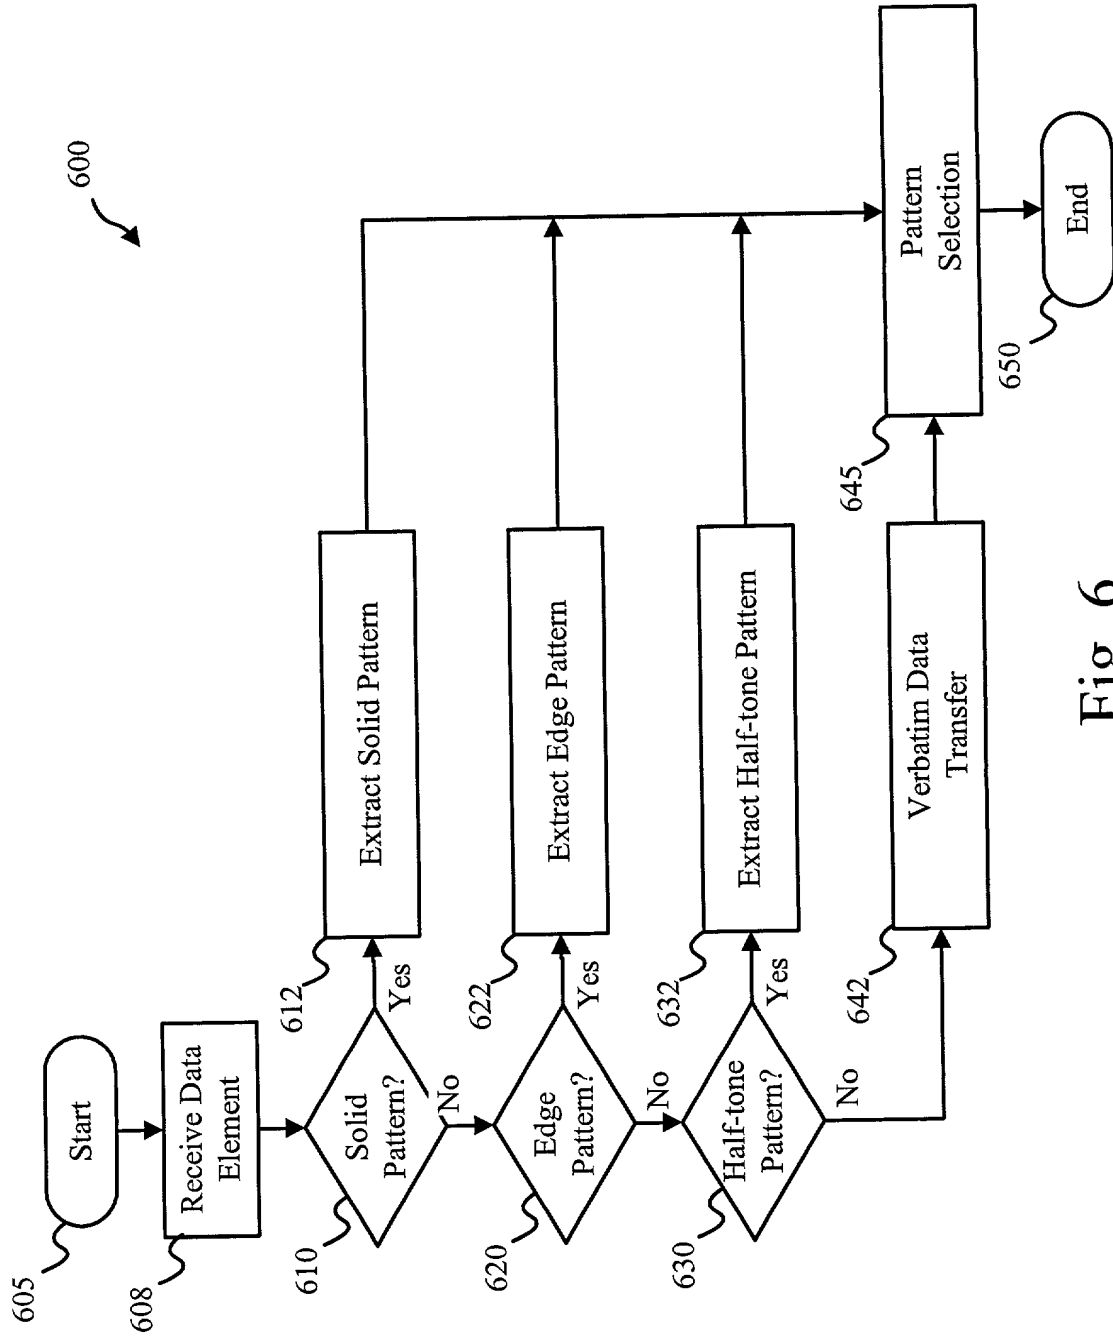 600
Start
605
Receive Data
Element
608
Solid
Pattern?
610
Yes
No
Extract Solid Pattern
612
Edge
Pattern?
620
Yes
No
Extract Edge Pattern
622
Half-tone
Pattern?
630
Yes
No
Extract Half-tone Pattern
632
Verbatim Data
Transfer
642
Pattern
Selection
645
End
650
Fig. 6